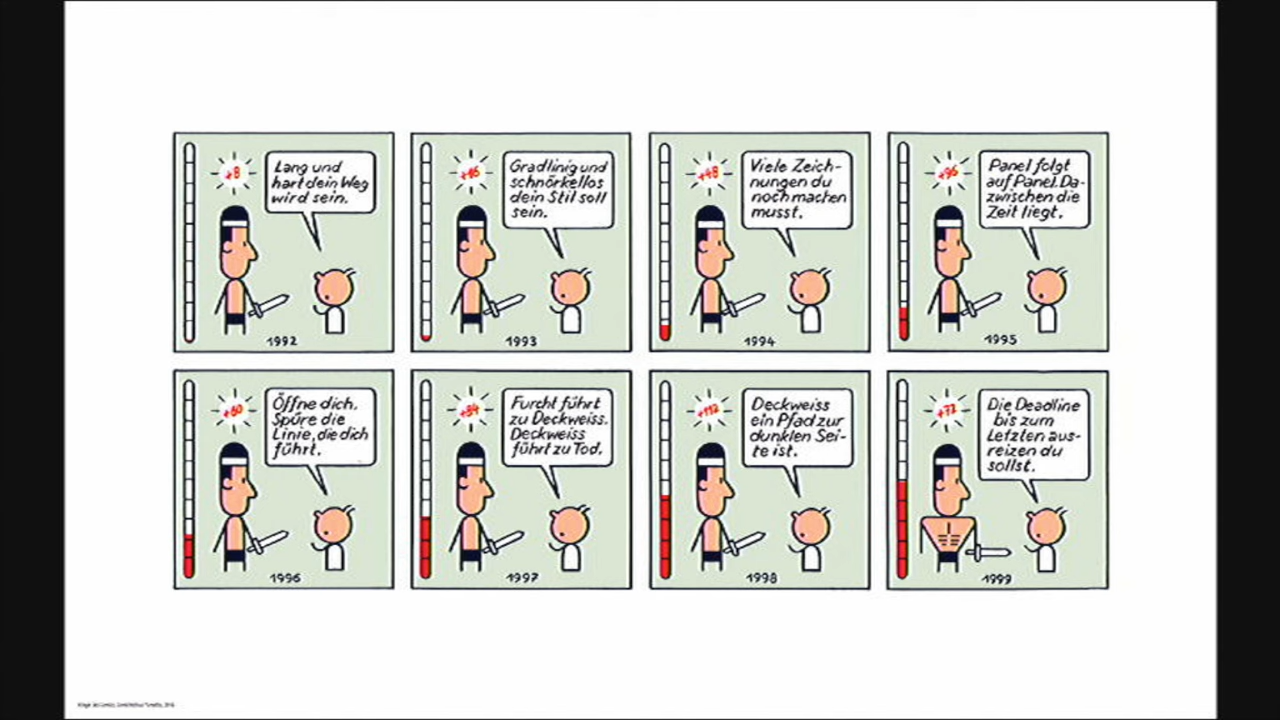 +8
Lang und
hart dein Weg
wird sein.
1992
+16
Gradlinig und
schnörkellos
dein Stil soll
sein.
1993
+48
Viele Zeich-
nungen du
noch machen
musst.
1994
+96
Panel folgt
auf Panel. Da-
zwischen die
Zeit liegt.
1995
+60
Öffne dich.
Spüre die
Linie, die dich
führt.
1996
+84
Furcht führt
zu Deckweiss.
Deckweiss
führt zu Tod.
1997
+112
Deckweiss
ein Pfad zur
dunklen Sei-
te ist.
1998
+72
Die Deadline
bis zum
Letzten aus-
reizen du
sollst.
1999